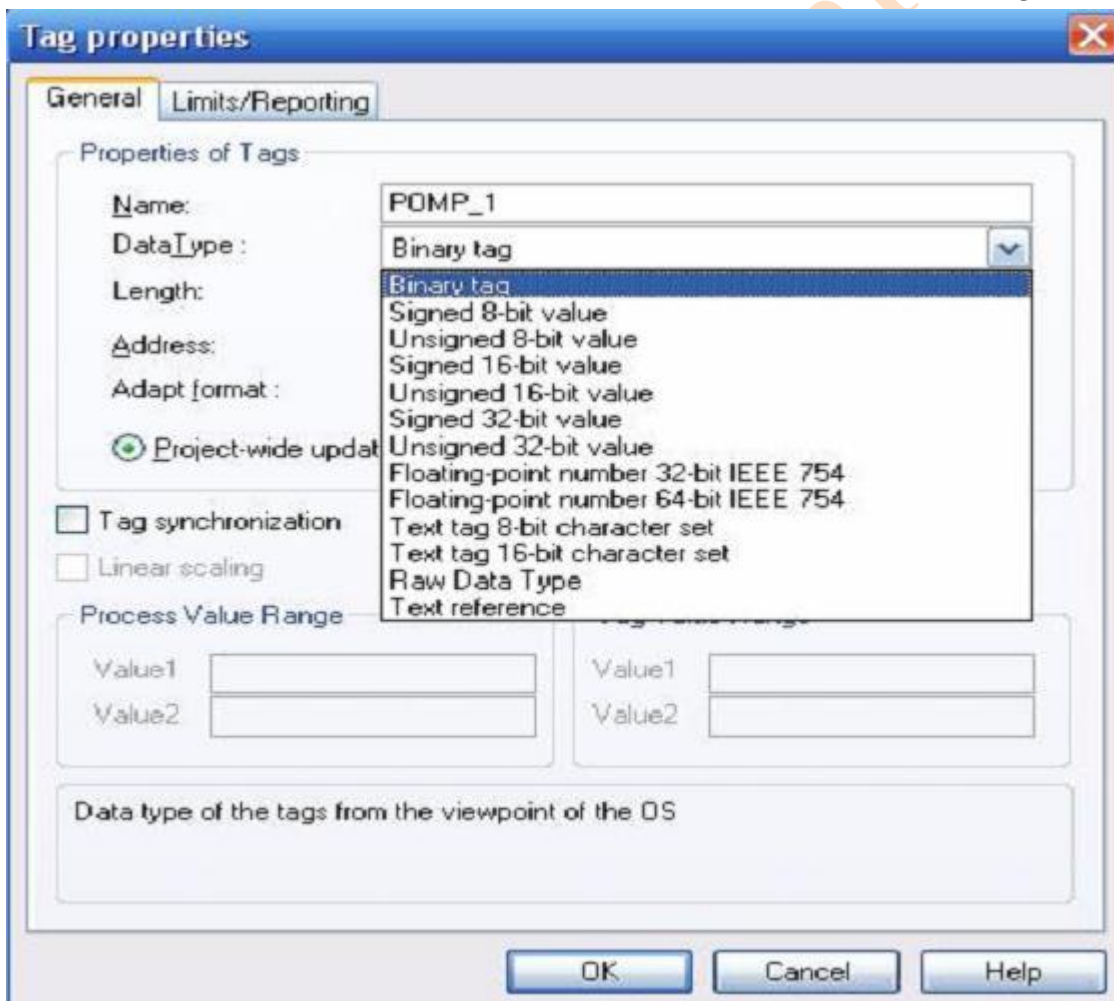 Tag properties
General Limits/Reporting
Properties of Tags
Name: POMP_1
DataType : Binary tag
Length: Binary tag
Signed 8-bit value
Unsigned 8-bit value
Address:
Signed 16-bit value
Adapt format : Unsigned 16-bit value
Signed 32-bit value
Project-wide updat Unsigned 32-bit value
Floating-point number 32-bit IEEE 754
Floating-point number 64-bit IEEE 754
Tag synchronization Text tag 8-bit character set
Text tag 16-bit character set
Linear scaling Raw Data Type
Text reference
Process Value Range
Value1 Value1
Value2 Value2
Data type of the tags from the viewpoint of the OS
OK Cancel Help